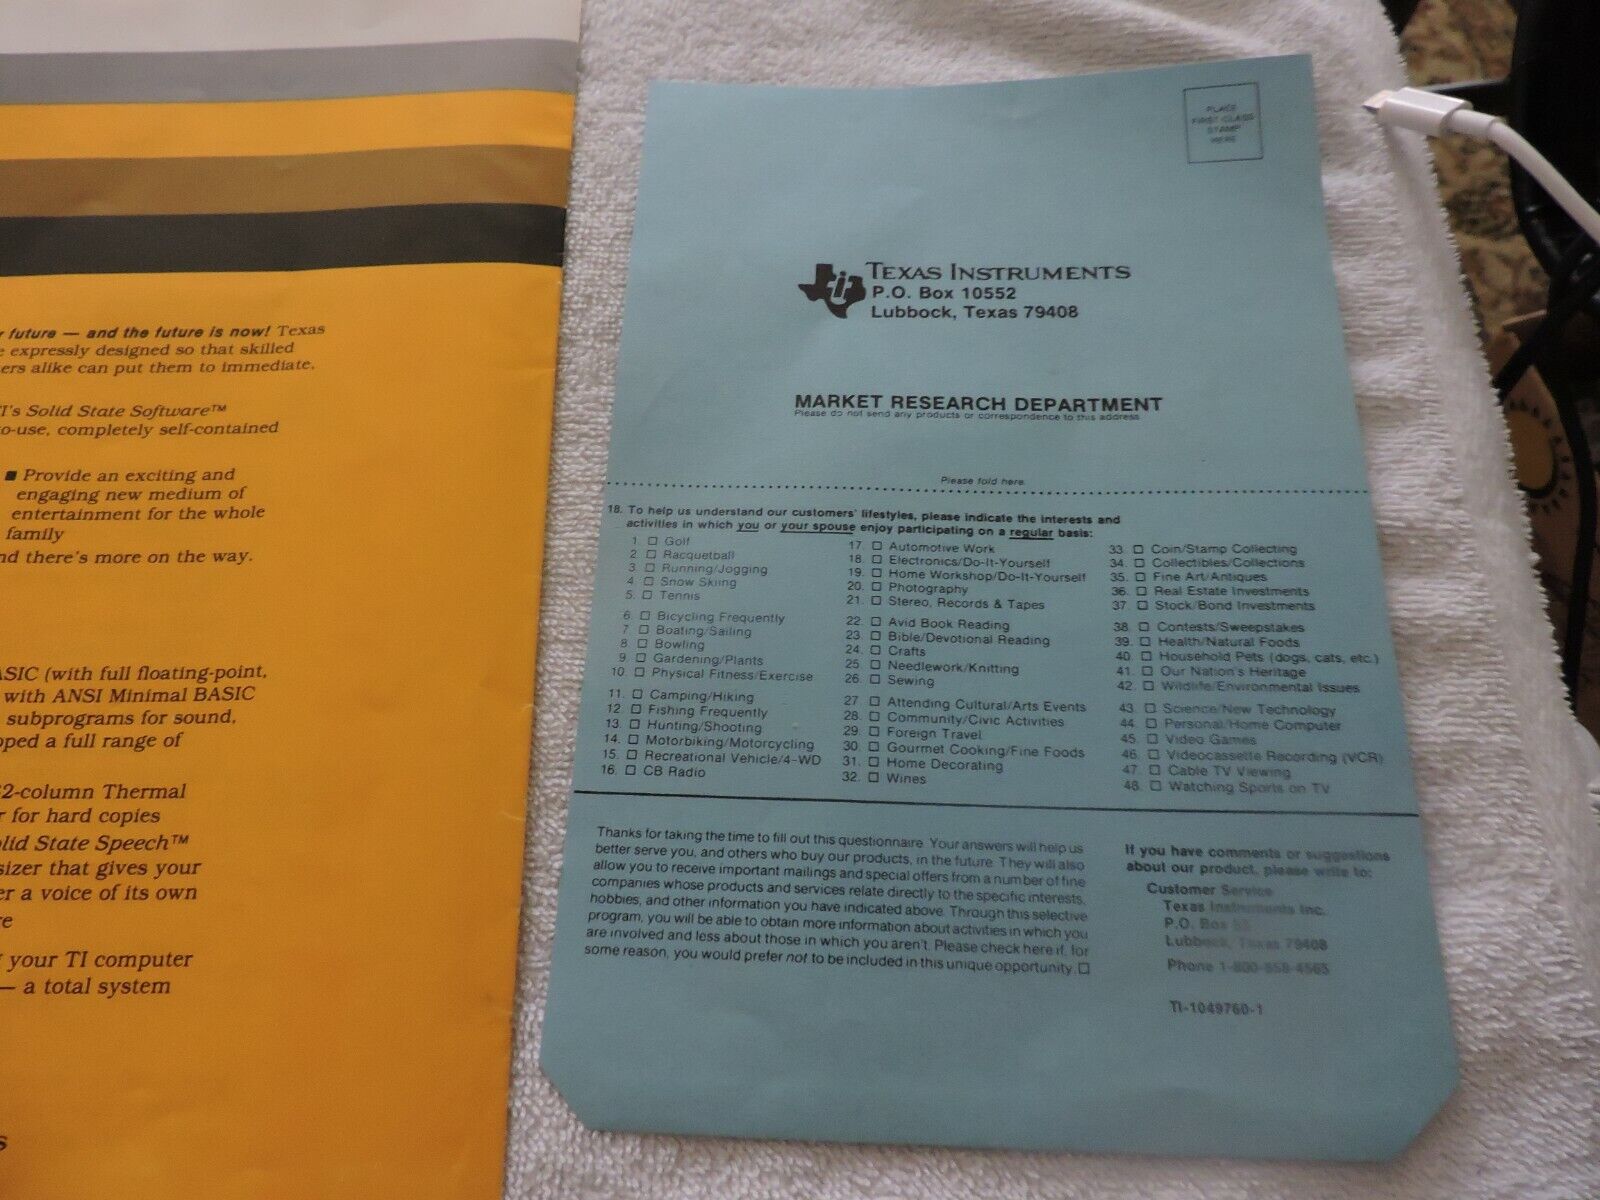 r future — and the future is now! Texas
e expressly designed so that skilled
ers alike can put them to immediate.
I's Solid State Software™
o-use, completely self-contained
■ Provide an exciting and
engaging new medium of
entertainment for the whole
family
nd there's more on the way.
ASIC (with full floating-point,
with ANSI Minimal BASIC
subprograms for sound,
pped a full range of
2-column Thermal
r for hard copies
lid State Speech™
sizer that gives your
er a voice of its own
re
your TI computer
— a total system
s
PLACE
FIRST CLASS
STAMP
HERE
TEXAS INSTRUMENTS
P.O. Box 10552
Lubbock, Texas 79408
MARKET RESEARCH DEPARTMENT
Please do not send any products or correspondence to this address
Please fold here.
18. To help us understand our customers' lifestyles, please indicate the interests and
activities in which you or your spouse enjoy participating on a regular basis:
1. ☐ Golf
2. ☐ Racquetball
3. ☐ Running/Jogging
4. ☐ Snow Skiing
5. ☐ Tennis
6. ☐ Bicycling Frequently
7. ☐ Boating/Sailing
8. ☐ Bowling
9. ☐ Gardening/Plants
10. ☐ Physical Fitness/Exercise
11. ☐ Camping/Hiking
12. ☐ Fishing Frequently
13. ☐ Hunting/Shooting
14. ☐ Motorbiking/Motorcycling
15. ☐ Recreational Vehicle/4-WD
16. ☐ CB Radio
17. ☐ Automotive Work
18. ☐ Electronics/Do-It-Yourself
19. ☐ Home Workshop/Do-It-Yourself
20. ☐ Photography
21. ☐ Stereo, Records & Tapes
22. ☐ Avid Book Reading
23. ☐ Bible/Devotional Reading
24. ☐ Crafts
25. ☐ Needlework/Knitting
26. ☐ Sewing
27. ☐ Attending Cultural/Arts Events
28. ☐ Community/Civic Activities
29. ☐ Foreign Travel
30. ☐ Gourmet Cooking/Fine Foods
31. ☐ Home Decorating
32. ☐ Wines
33. ☐ Coin/Stamp Collecting
34. ☐ Collectibles/Collections
35. ☐ Fine Art/Antiques
36. ☐ Real Estate Investments
37. ☐ Stock/Bond Investments
38. ☐ Contests/Sweepstakes
39. ☐ Health/Natural Foods
40. ☐ Household Pets (dogs, cats, etc.)
41. ☐ Our Nation's Heritage
42. ☐ Wildlife/Environmental Issues
43. ☐ Science/New Technology
44. ☐ Personal/Home Computer
45. ☐ Video Games
46. ☐ Videocassette Recording (VCR)
47. ☐ Cable TV Viewing
48. ☐ Watching Sports on TV
Thanks for taking the time to fill out this questionnaire. Your answers will help us
better serve you, and others who buy our products, in the future. They will also
allow you to receive important mailings and special offers from a number of fine
companies whose products and services relate directly to the specific interests,
hobbies, and other information you have indicated above. Through this selective
program, you will be able to obtain more information about activities in which you
are involved and less about those in which you aren't. Please check here if, for
some reason, you would prefer not to be included in this unique opportunity. ☐
If you have comments or suggestions
about our product, please write to:
Customer Service
Texas Instruments Inc.
P.O. Box
Lubbock, Texas 79408
Phone
TI-1049760-1